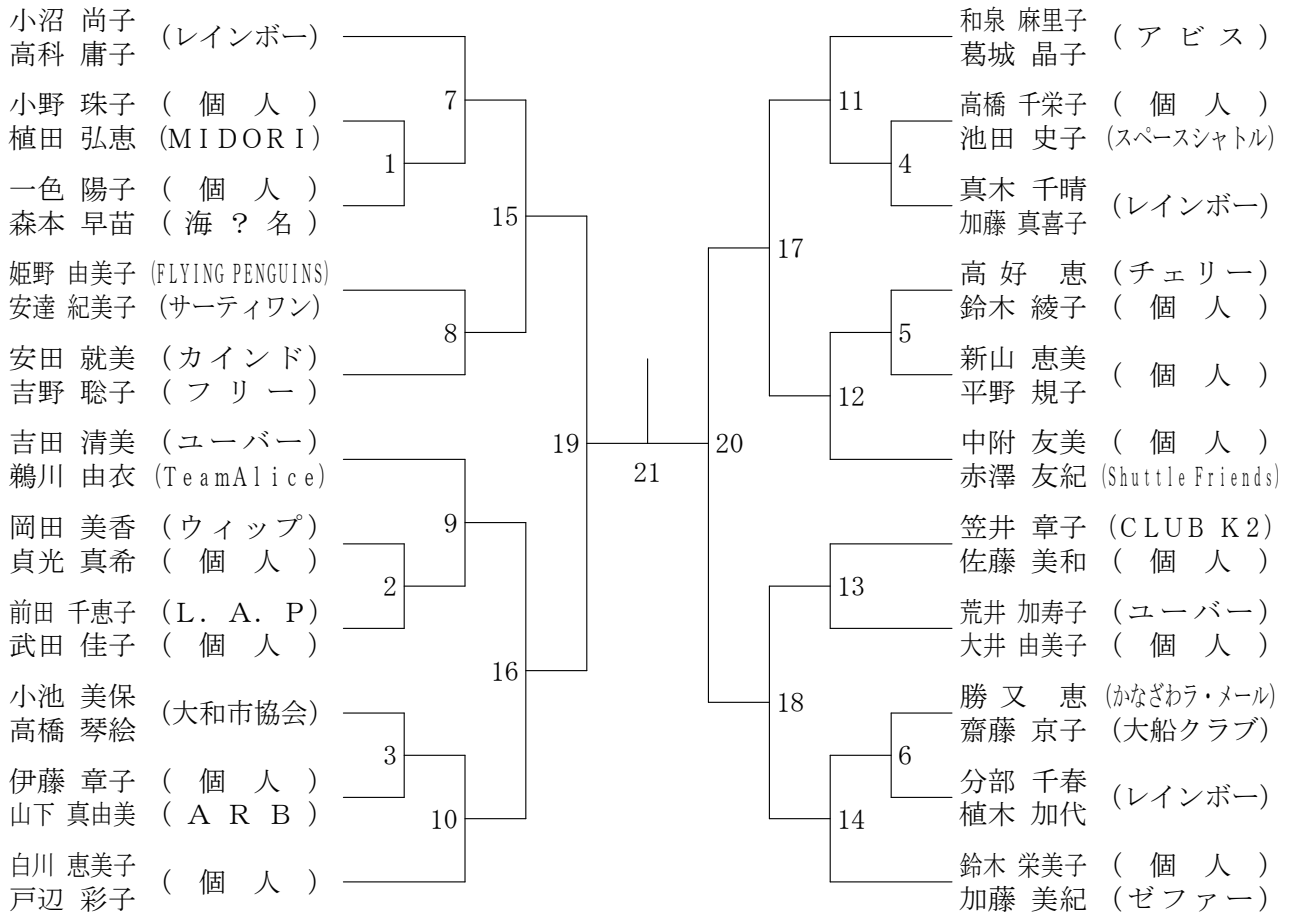 小沼 尚子
高科 庸子
(レインボー)
小野 珠子 ( 個 人 )
植田 弘恵 (MIDORI)
一色 陽子 ( 個 人 )
森本 早苗 ( 海 ? 名 )
姫野 由美子 (FLYING PENGUINS)
安達 紀美子 (サーティワン)
安田 就美 (カインド)
吉野 聡子 ( フ リ ー )
吉田 清美 (ユーバー)
鵜川 由衣 (TeamAlice)
岡田 美香 (ウィップ)
貞光 真希 ( 個 人 )
前田 千恵子 (L. A. P)
武田 佳子 ( 個 人 )
小池 美保
高橋 琴絵
(大和市協会)
伊藤 章子 ( 個 人 )
山下 真由美 ( A R B )
白川 恵美子
戸辺 彩子
( 個 人 )
7
1
15
8
19
9
2
16
3
10
21
20
11
4
17
5
12
13
18
6
14
和泉 麻里子
葛城 晶子
( ア ビ ス )
高橋 千栄子 ( 個 人 )
池田 史子 (スペースシャトル)
真木 千晴
加藤 真喜子
(レインボー)
高 好 恵 (チェリー)
鈴木 綾子 ( 個 人 )
新山 恵美
平野 規子
( 個 人 )
中附 友美 ( 個 人 )
赤澤 友紀 (Shuttle Friends)
笠井 章子 (CLUB K2)
佐藤 美和 ( 個 人 )
荒井 加寿子 (ユーバー)
大井 由美子 ( 個 人 )
勝 又 恵 (かなざわラ・メール)
齋藤 京子 (大船クラブ)
分部 千春
植木 加代
(レインボー)
鈴木 栄美子 ( 個 人 )
加藤 美紀 (ゼファー)